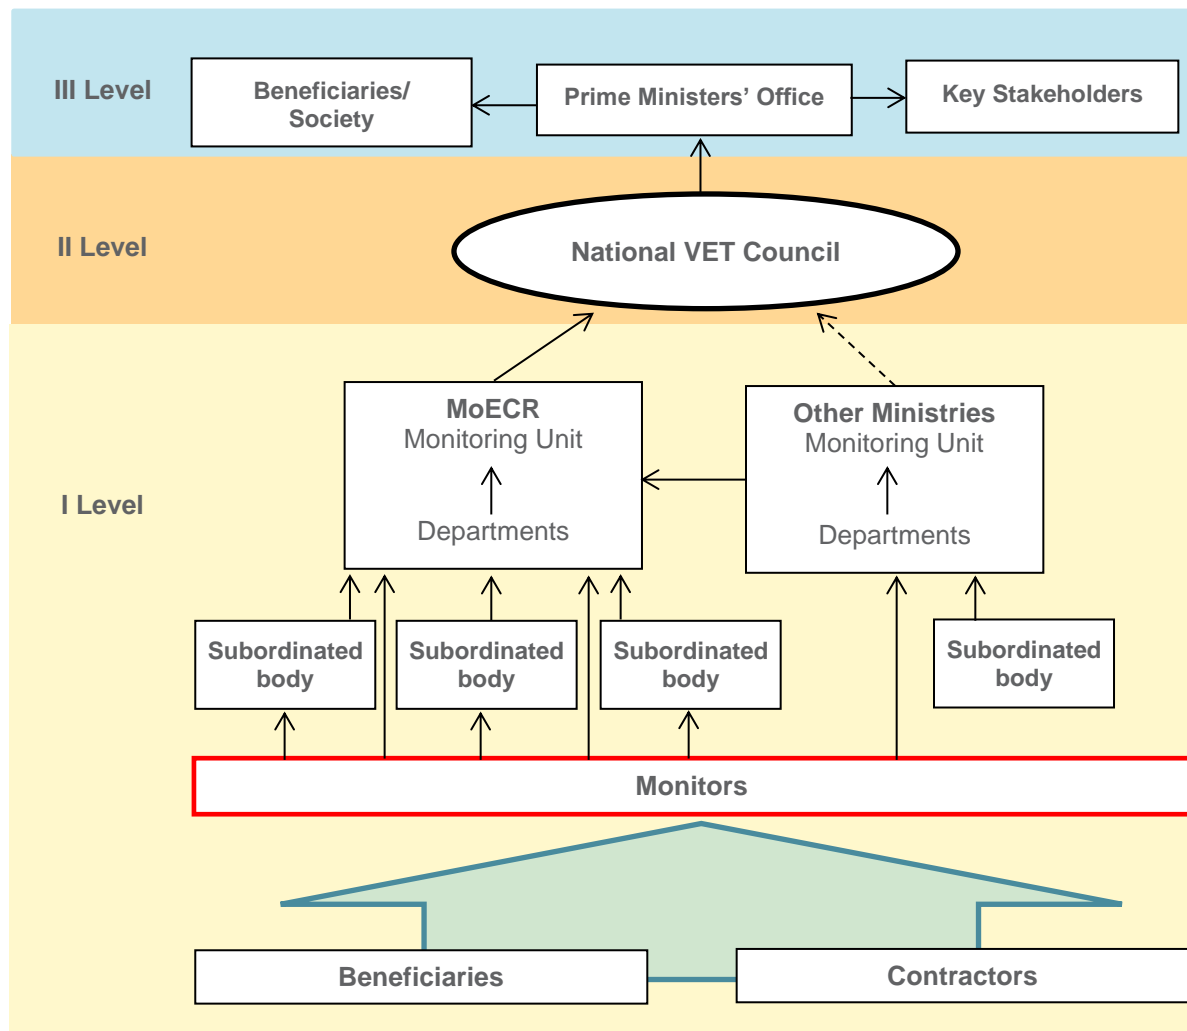 III Level
Beneficiaries/
Society
Prime Ministers’ Office
Key Stakeholders
II Level
National VET Council
I Level
MoECR
Monitoring Unit
Departments
Other Ministries
Monitoring Unit
Departments
Subordinated
body
Subordinated
body
Subordinated
body
Subordinated
body
Monitors
Beneficiaries
Contractors